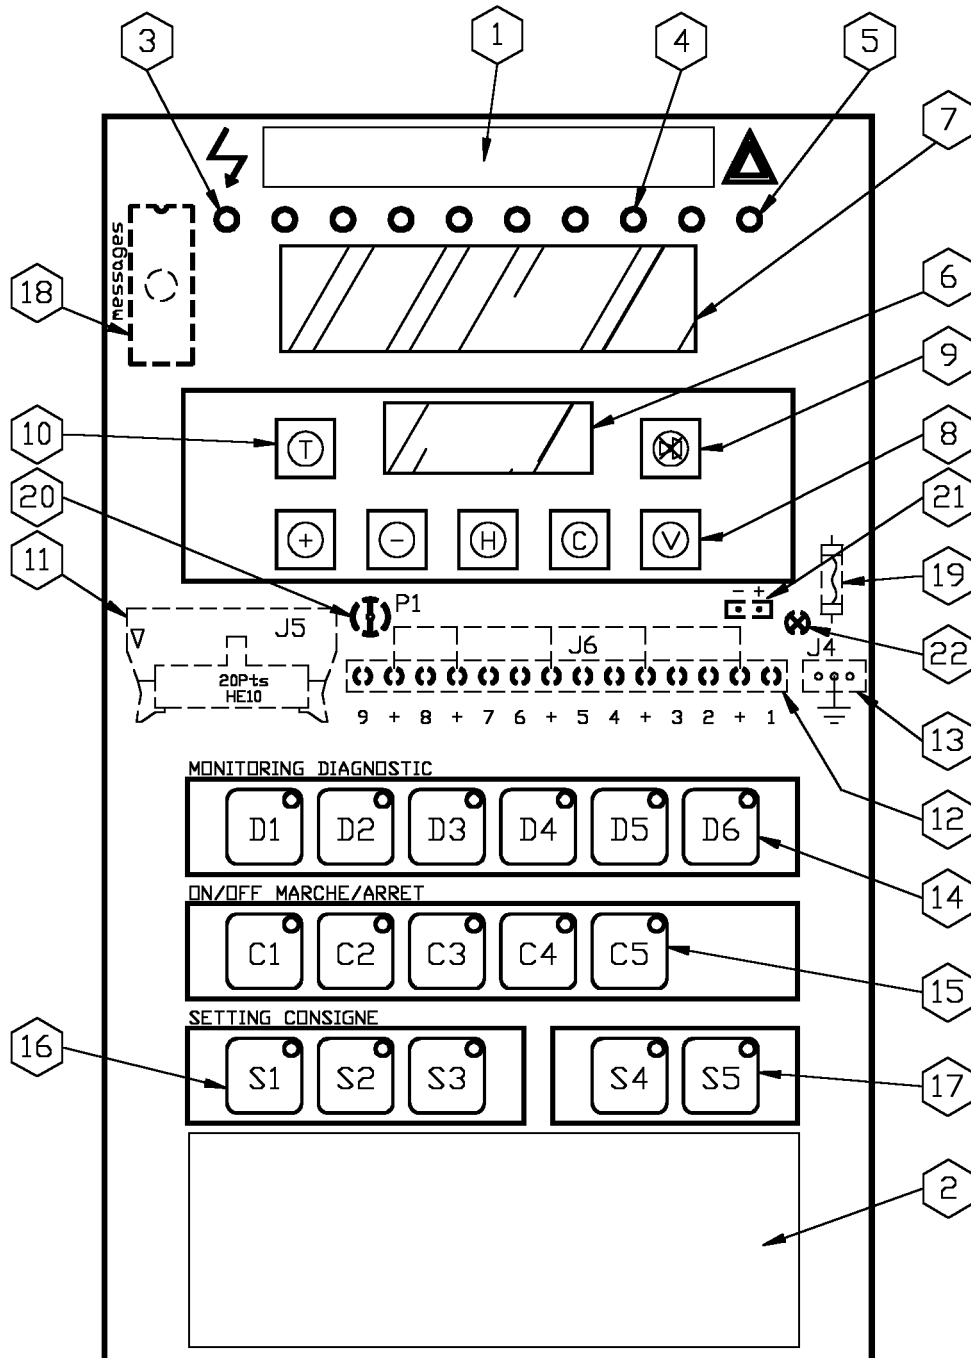 3
1
4
5
7
messages
18
6
9
10
T
8
20
+
-
H
C
V
21
11
19
P1
- +
J5
J6
J4
22
20Pts
HE10
9 + 8 + 7 6 + 5 4 + 3 2 + 1
13
MONITORING DIAGNOSTIC
12
D1 D2 D3 D4 D5 D6
ON/OFF MARCHE/ARRET
14
C1 C2 C3 C4 C5
15
SETTING CONSIGNE
16
S1 S2 S3 S4 S5
17
2